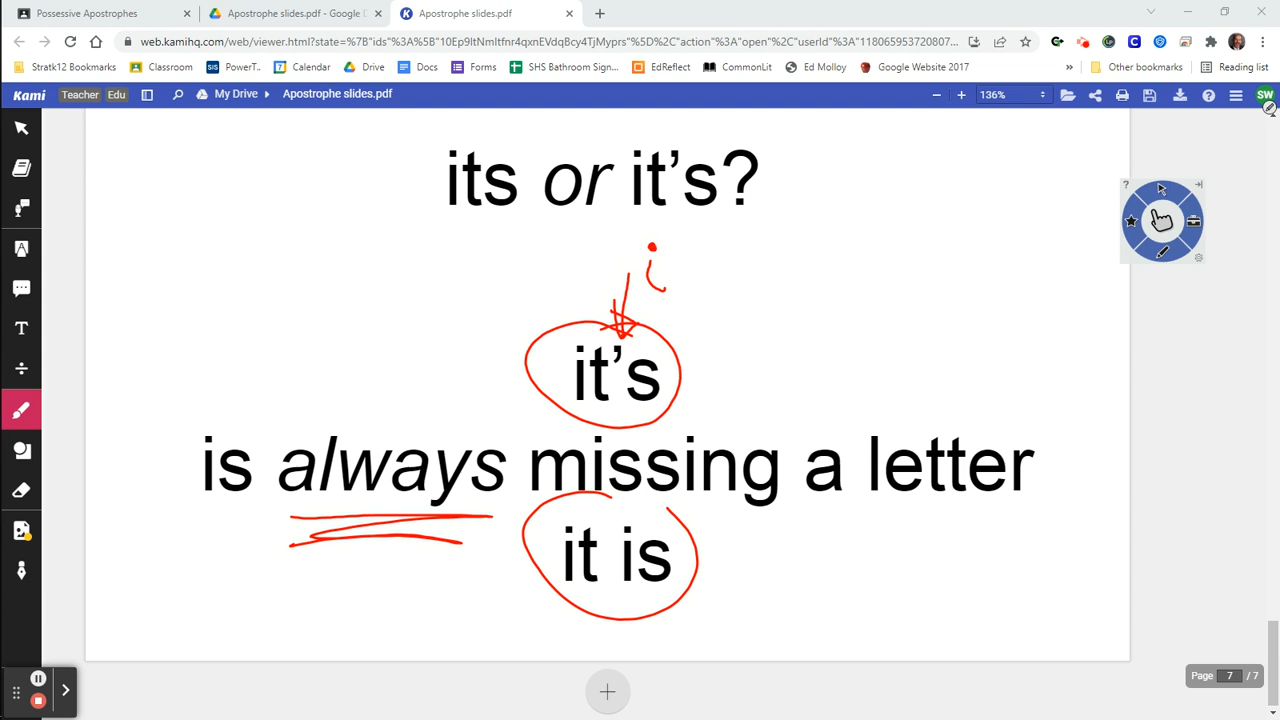 Possessive Apostrophes
Apostrophe slides.pdf - Google D
Apostrophe slides.pdf
web.kamihq.com/web/viewer.html?state=%7B"ids"%3A%5B"10Ep9ItMmItfnr4qxnEVdqBcy4TjMyprs"%5D%2C"action"%3A"open"%2C"userId"%3A"118065953720807...
Stratk12 Bookmarks
Classroom
SIS
PowerT..
7
Calendar
Drive
Docs
Forms
SHS Bathroom Sign...
EdReflect
CommonLit
Ed Molloy
Google Website 2017
»
Other bookmarks
Reading list
Kami
Teacher
Edu
My Drive
Apostrophe slides.pdf
136%
SW
its or it’s?
i
it’s
is always missing a letter
it is
Page 7 / 7